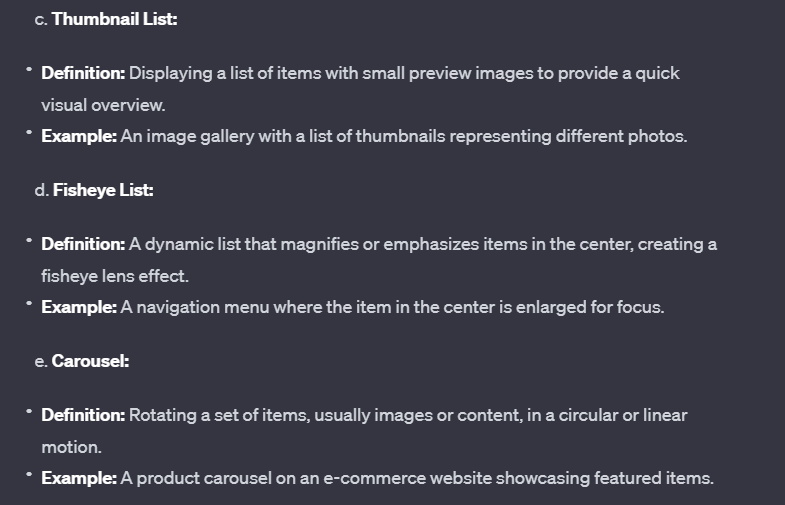 c. Thumbnail List:
• Definition: Displaying a list of items with small preview images to provide a quick
visual overview.
• Example: An image gallery with a list of thumbnails representing different photos.
d. Fisheye List:
• Definition: A dynamic list that magnifies or emphasizes items in the center, creating a
fisheye lens effect.
• Example: A navigation menu where the item in the center is enlarged for focus.
e. Carousel:
• Definition: Rotating a set of items, usually images or content, in a circular or linear
motion.
• Example: A product carousel on an e-commerce website showcasing featured items.